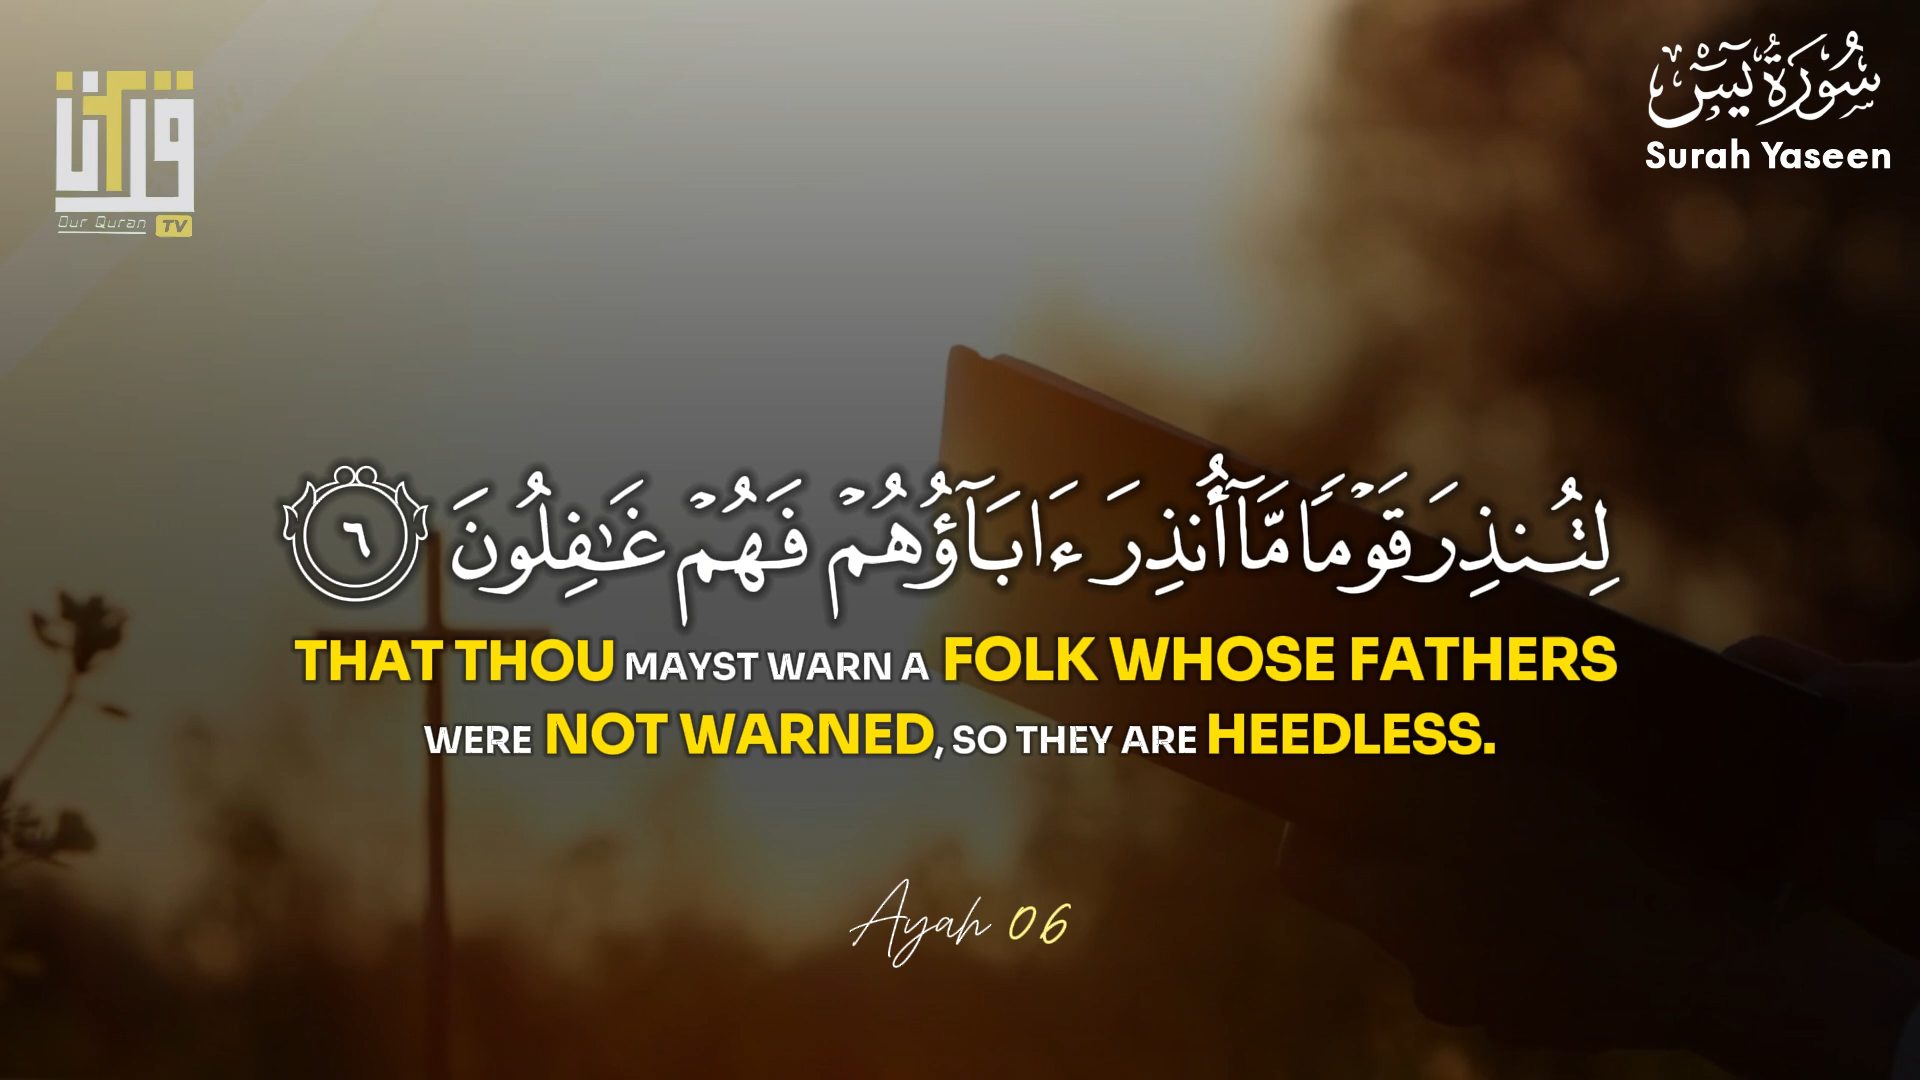 قرآننا
Our Quran TV
سُورَةُ يسٓ
Surah Yaseen
لِتُنذِرَ قَوْمًا مَّآ أُنذِرَ ءَابَآؤُهُمْ فَهُمْ غَـٰفِلُونَ ٦
THAT THOU MAYST WARN A FOLK WHOSE FATHERS
WERE NOT WARNED, SO THEY ARE HEEDLESS.
Ayah 06